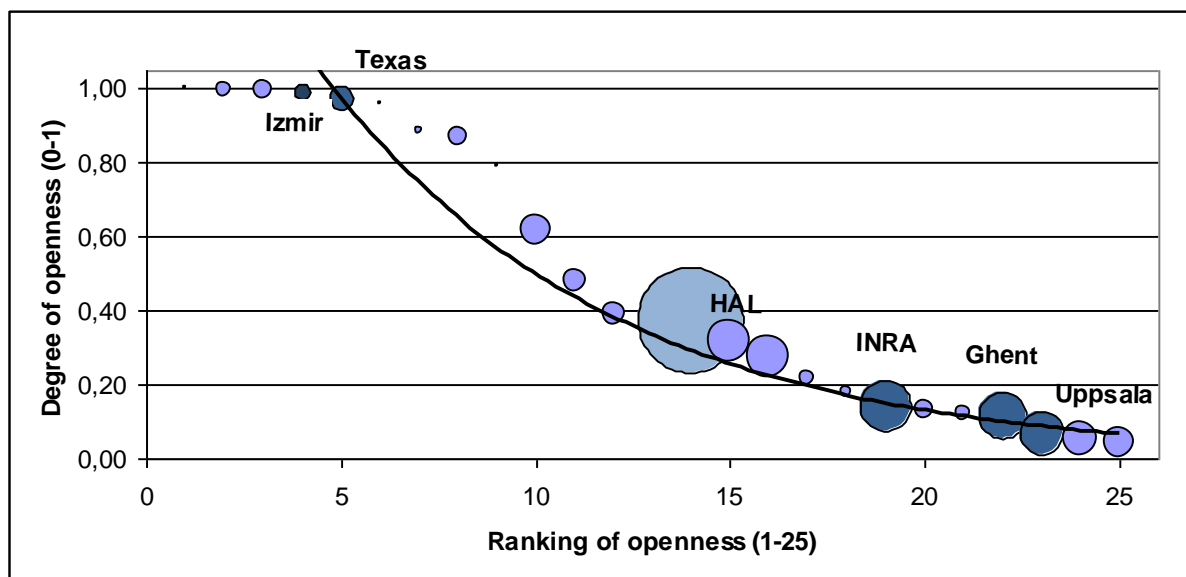 Texas
1,00
Izmir
0,80
0,60
0,40
HAL
INRA
Ghent
0,20
Uppsala
0,00
0
5
10
15
20
25
Degree of openness (0-1)
Ranking of openness (1-25)